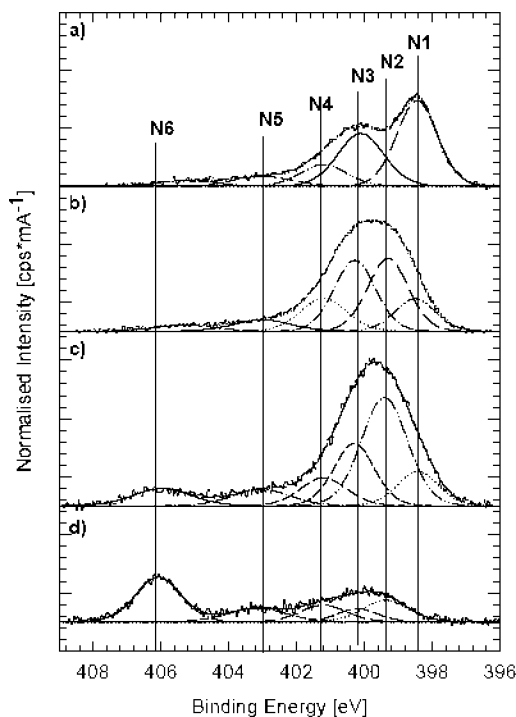 a)
N1
N2
N3
N4
N5
N6
b)
c)
d)
Normalised Intensity [cps*mA⁻¹]
408 406 404 402 400 398 396
Binding Energy [eV]